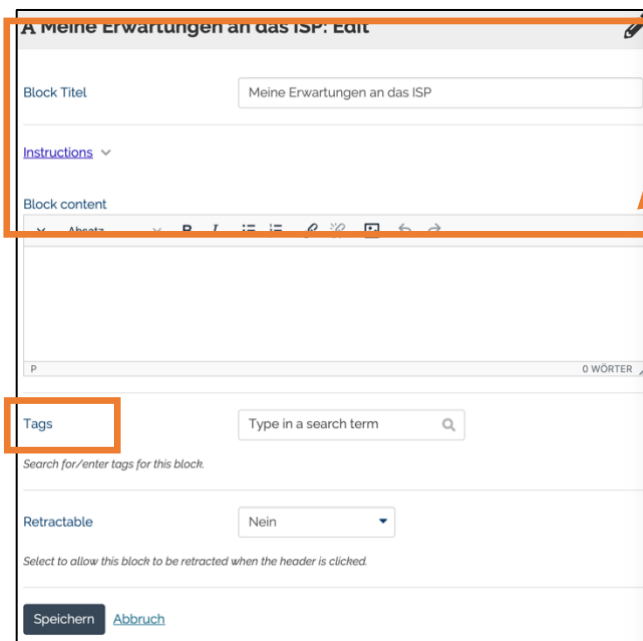 A Meine Erwartungen an das ISP: Edit
Block Titel
Meine Erwartungen an das ISP
Instructions
Block content
Absatz B I
P
0 WÖRTER
Tags
Type in a search term
Search for/enter tags for this block.
Retractable
Nein
Select to allow this block to be retracted when the header is clicked.
Speichern Abbruch